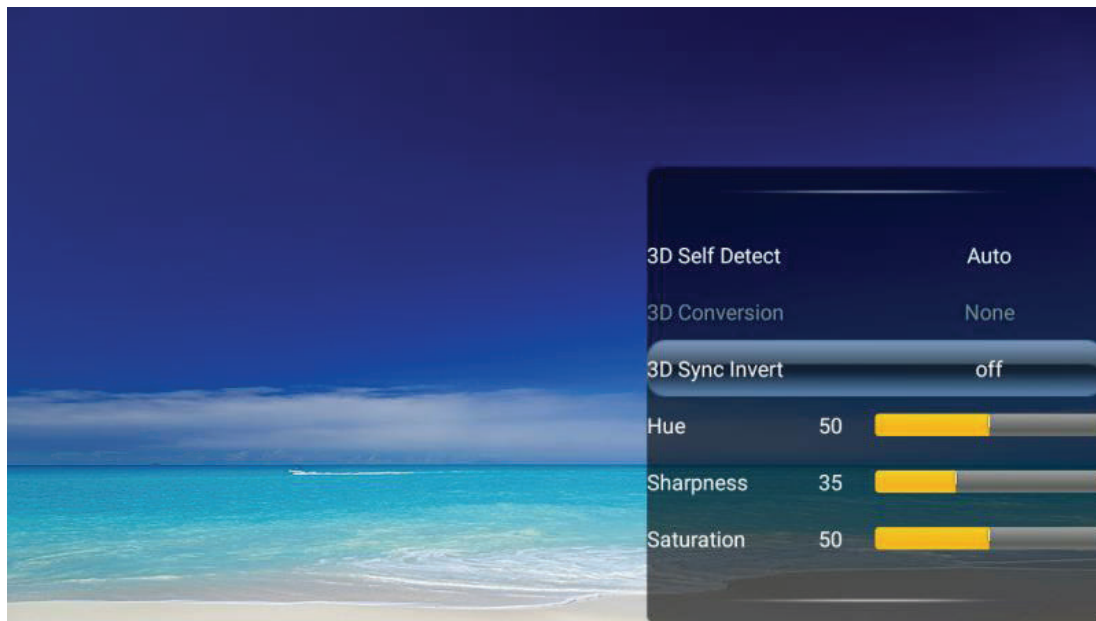 3D Self Detect Auto
3D Conversion None
3D Sync Invert off
Hue 50
Sharpness 35
Saturation 50